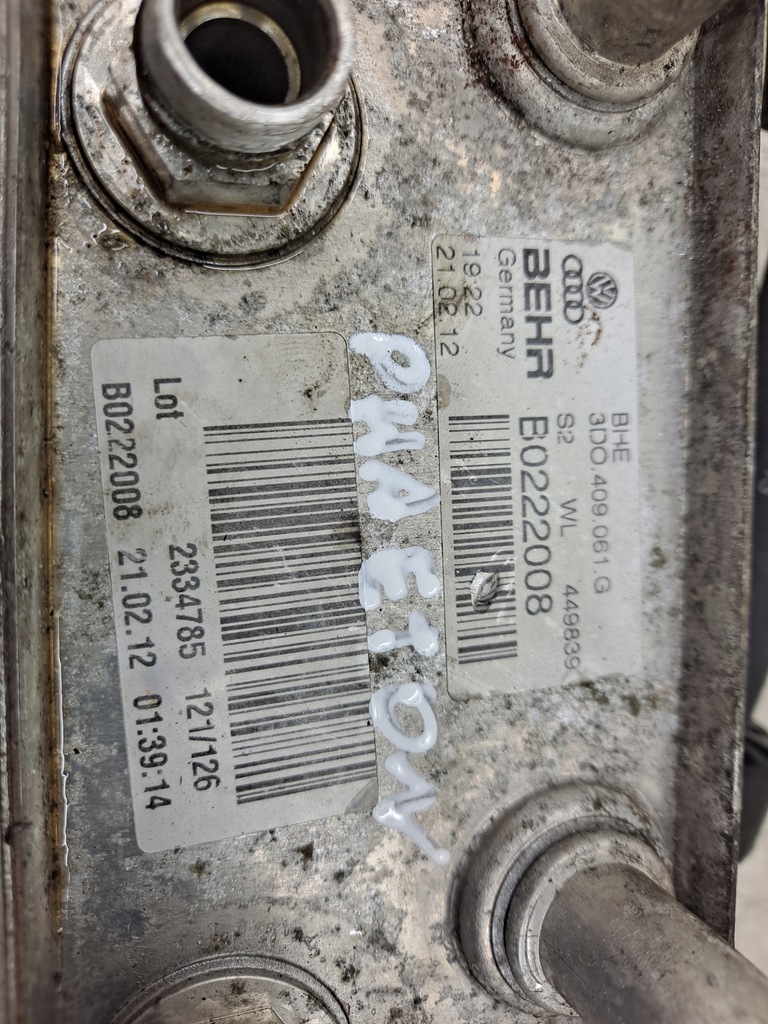 BHE
3D0.409.061.G
S2 WL 449839
BEHR
Germany
B0222008
19:22
21.02.12
PHAETON
Lot 2334785 121/126
B0222008 21.02.12 01:39:14